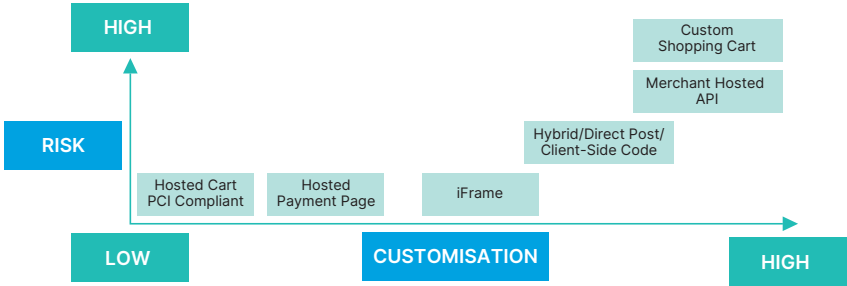 HIGH
Custom
Shopping Cart
Merchant Hosted
API
Hybrid/Direct Post/
Client-Side Code
RISK
Hosted Cart
PCI Compliant
Hosted
Payment Page
iFrame
LOW
CUSTOMISATION
HIGH